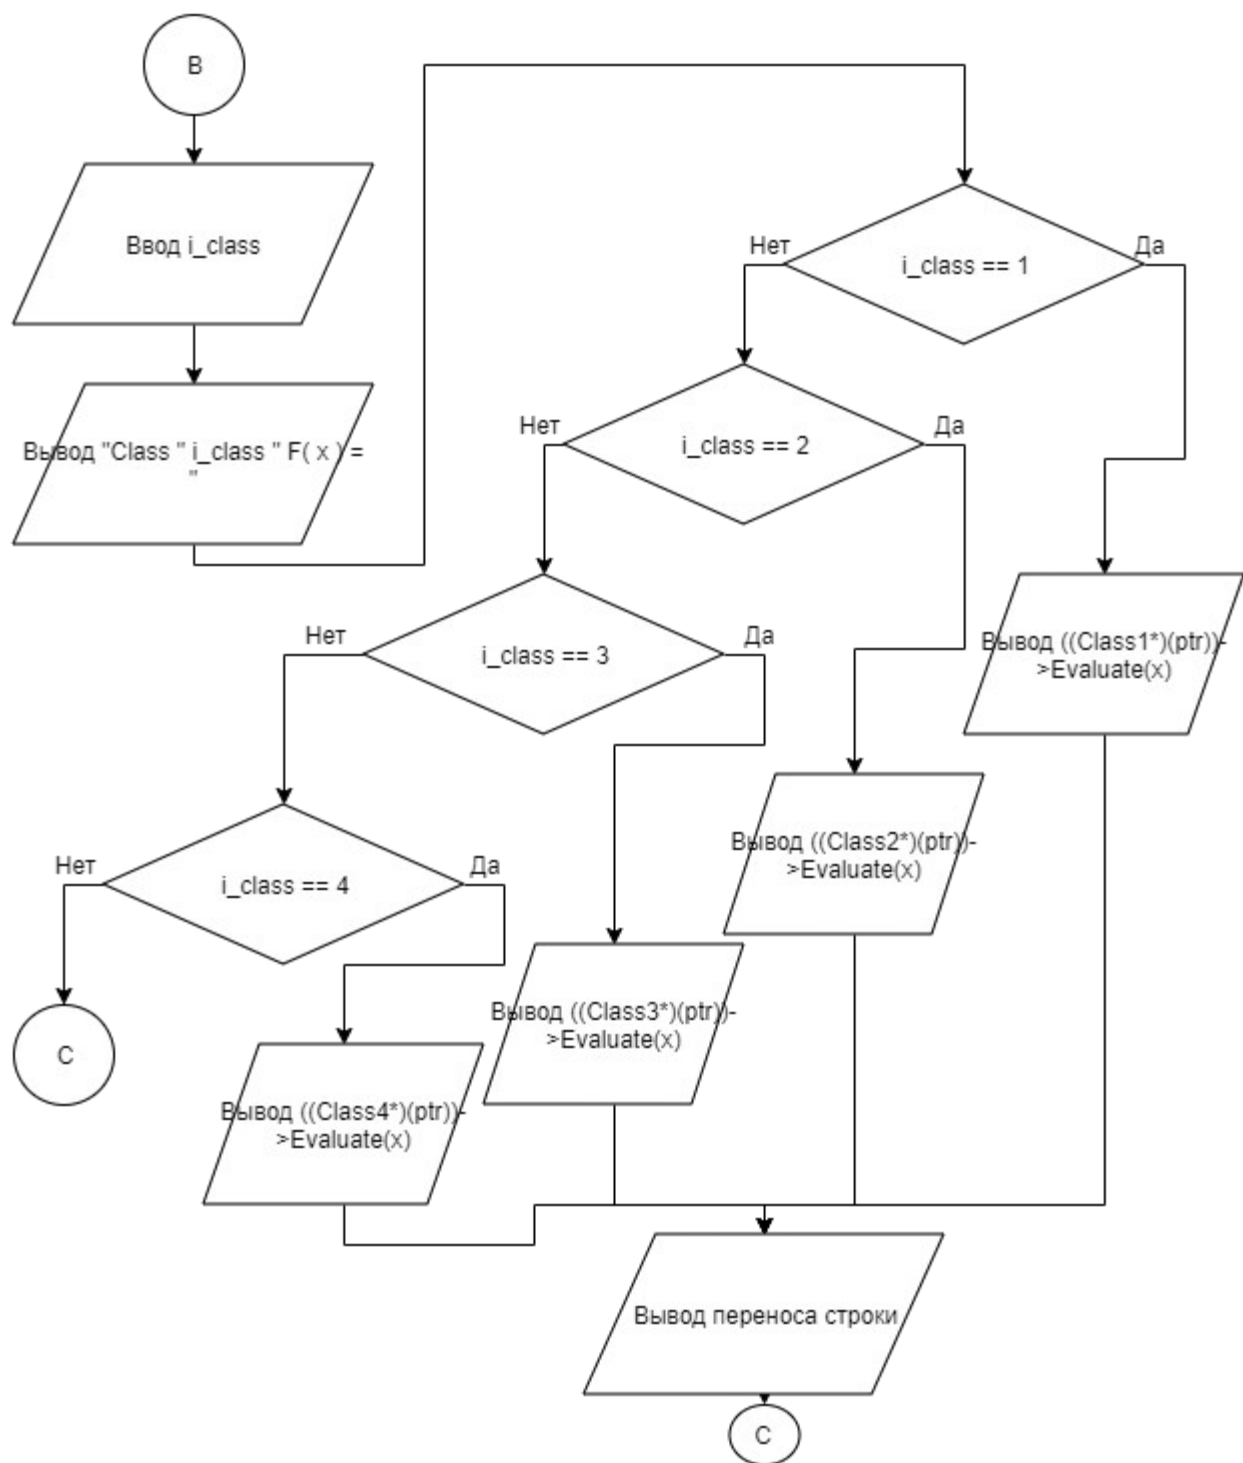 B
Ввод i_class
Вывод "Class " i_class " F( x ) =
"
i_class == 1
Нет
Да
i_class == 2
Нет
Да
i_class == 3
Нет
Да
i_class == 4
Нет
Да
Вывод ((Class1*)(ptr))-
>Evaluate(x)
Вывод ((Class2*)(ptr))-
>Evaluate(x)
Вывод ((Class3*)(ptr))-
>Evaluate(x)
Вывод ((Class4*)(ptr))-
>Evaluate(x)
C
Вывод переноса строки
C